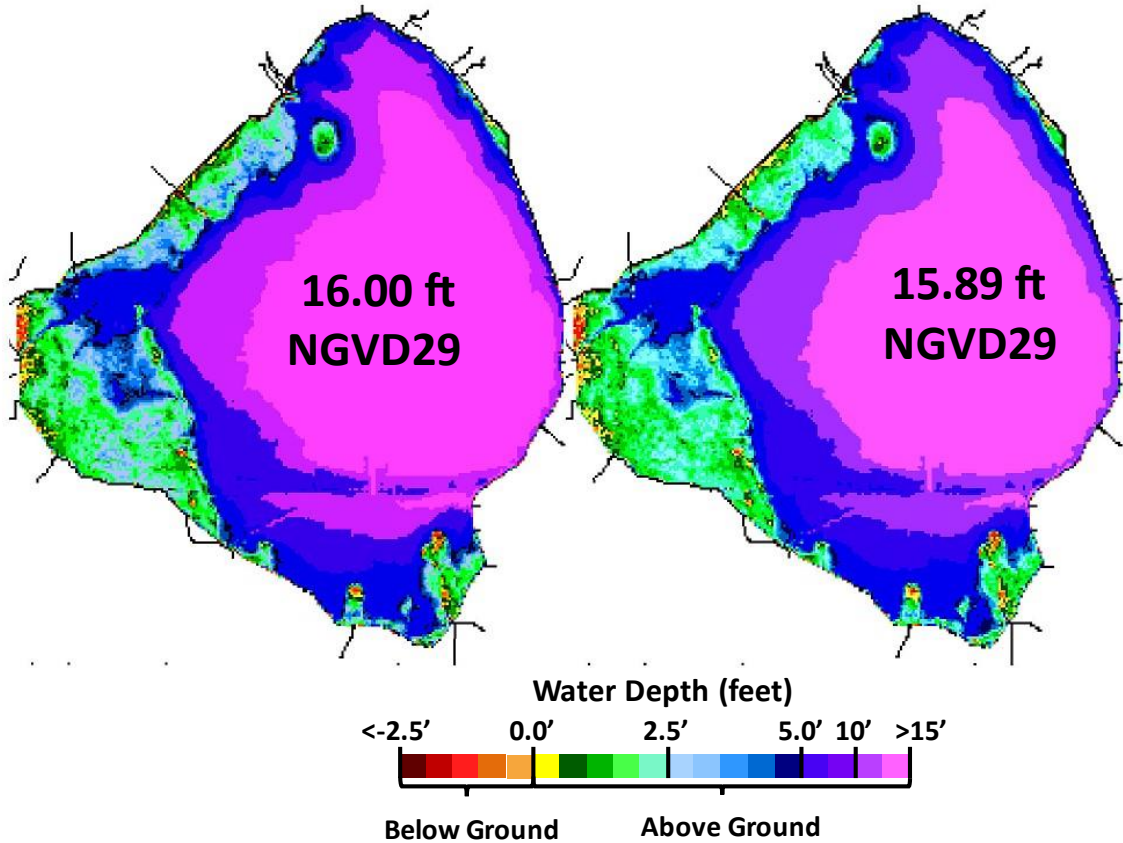 16.00 ft
NGVD29
15.89 ft
NGVD29
Water Depth (feet)
<-2.5’ 0.0’ 2.5’ 5.0’ 10’ >15’
Below Ground Above Ground